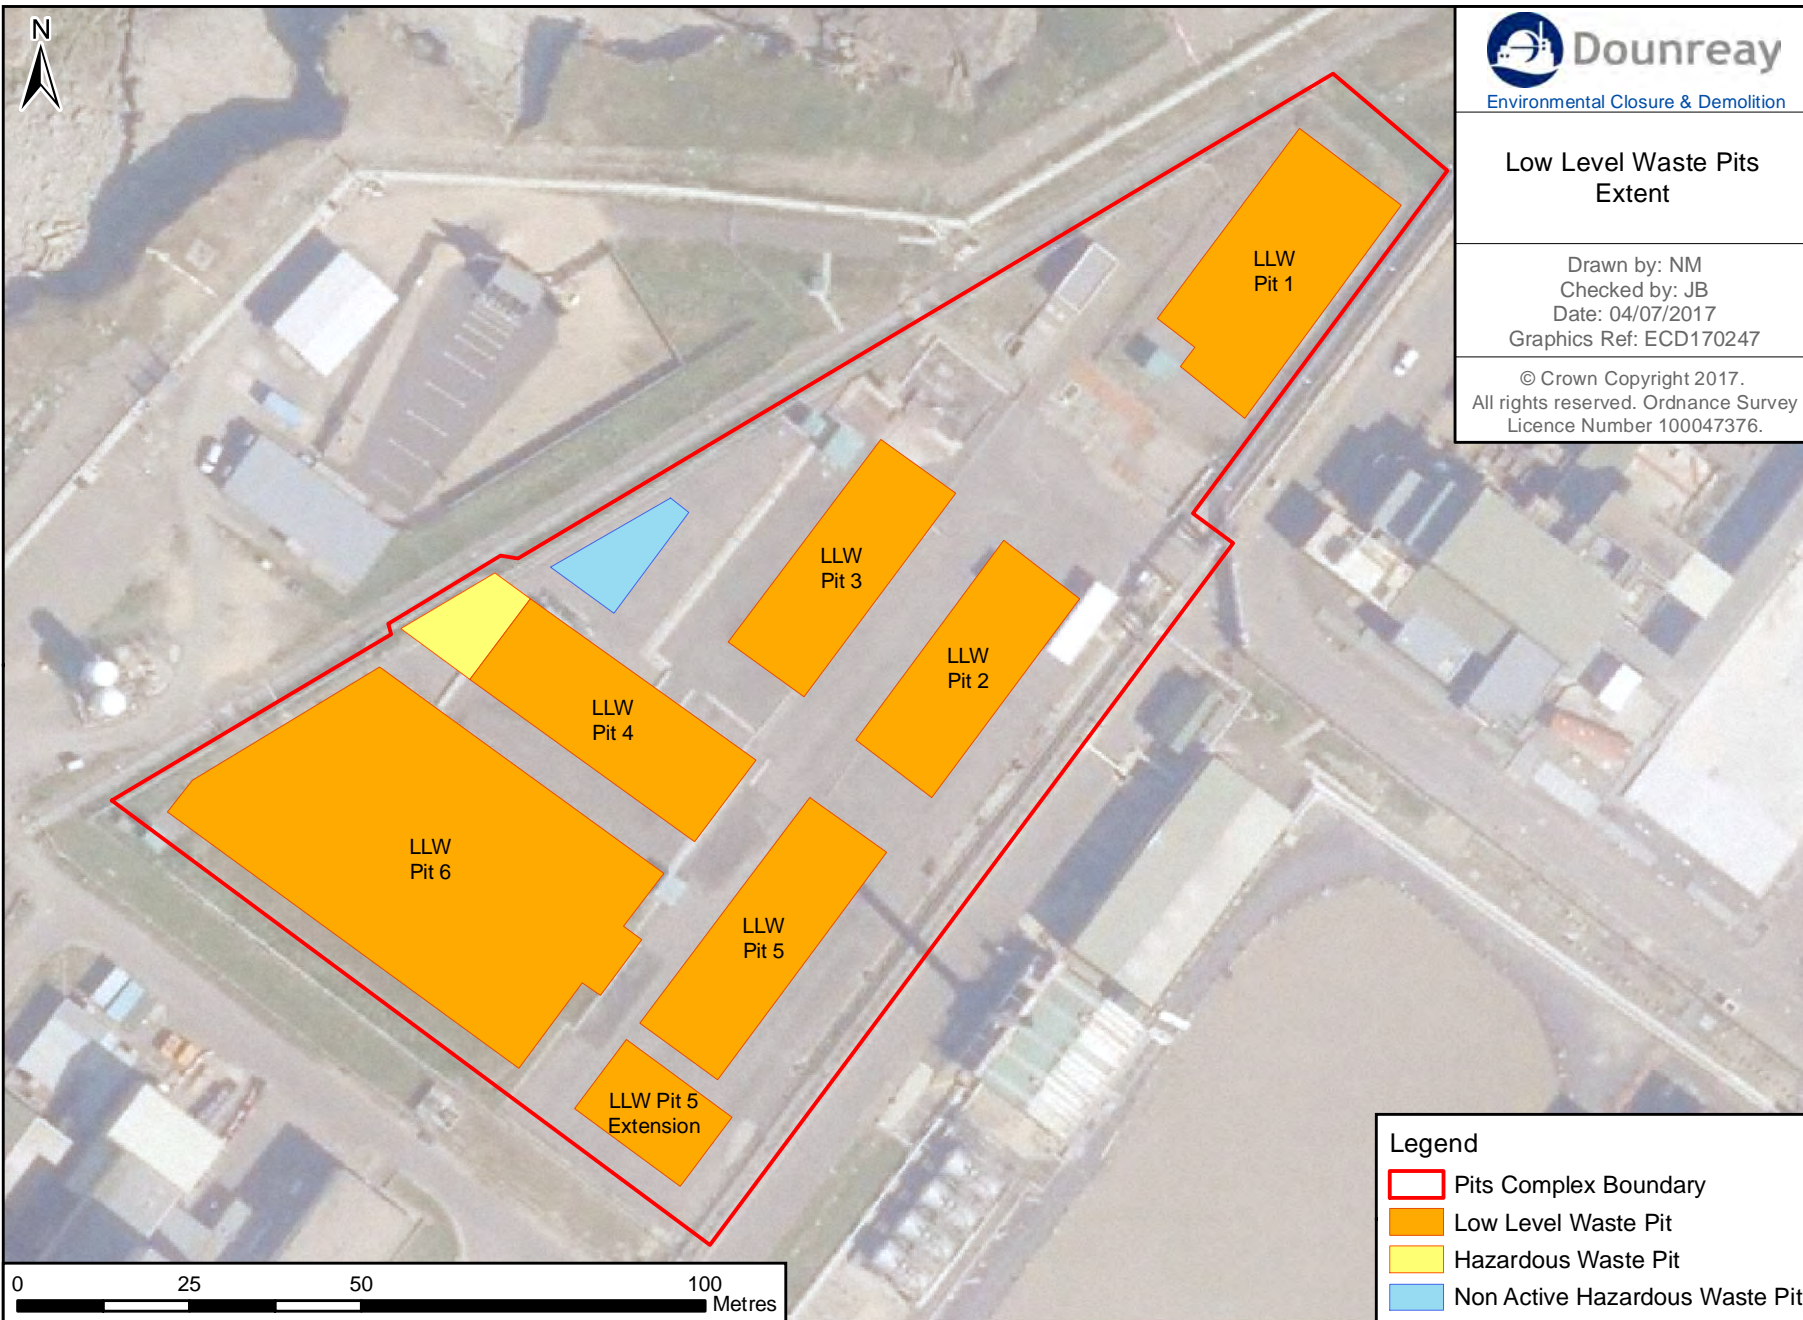 N
Dounreay
Environmental Closure & Demolition
Low Level Waste Pits
Extent
Drawn by: NM
Checked by: JB
Date: 04/07/2017
Graphics Ref: ECD170247
© Crown Copyright 2017.
All rights reserved. Ordnance Survey
Licence Number 100047376.
LLW
Pit 1
LLW
Pit 3
LLW
Pit 2
LLW
Pit 4
LLW
Pit 6
LLW
Pit 5
LLW Pit 5
Extension
Legend
Pits Complex Boundary
Low Level Waste Pit
Hazardous Waste Pit
Non Active Hazardous Waste Pit
0 25 50 100
Metres